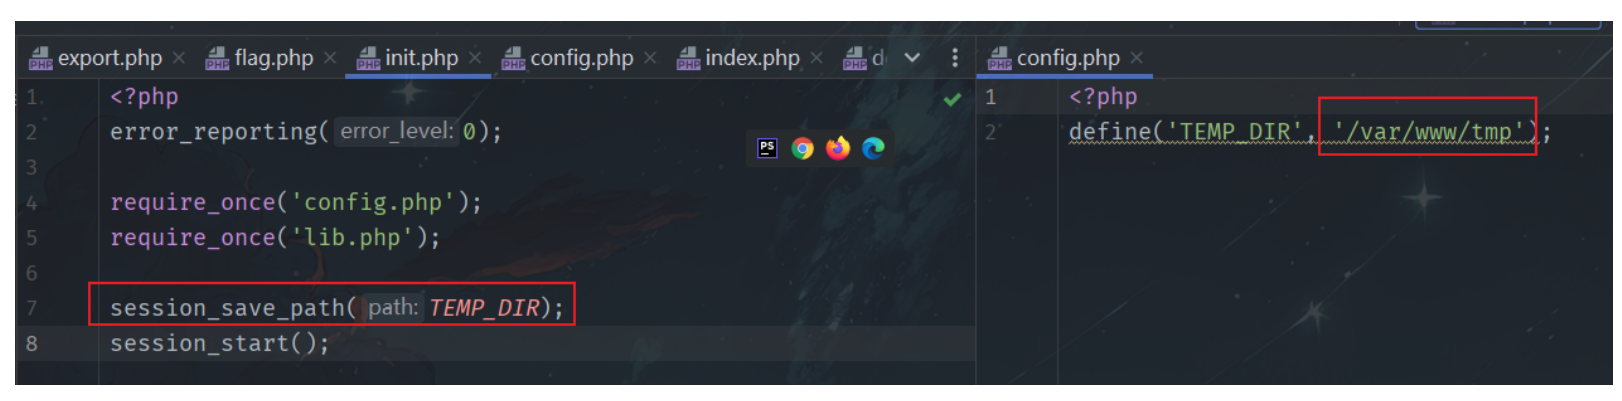 export.php × flag.php × init.php × config.php × index.php × d
1 <?php
2 error_reporting( error_level: 0);
3
4 require_once('config.php');
5 require_once('lib.php');
6
7 session_save_path( path: TEMP_DIR);
8 session_start();
config.php ×
1 <?php
2 define('TEMP_DIR', '/var/www/tmp');